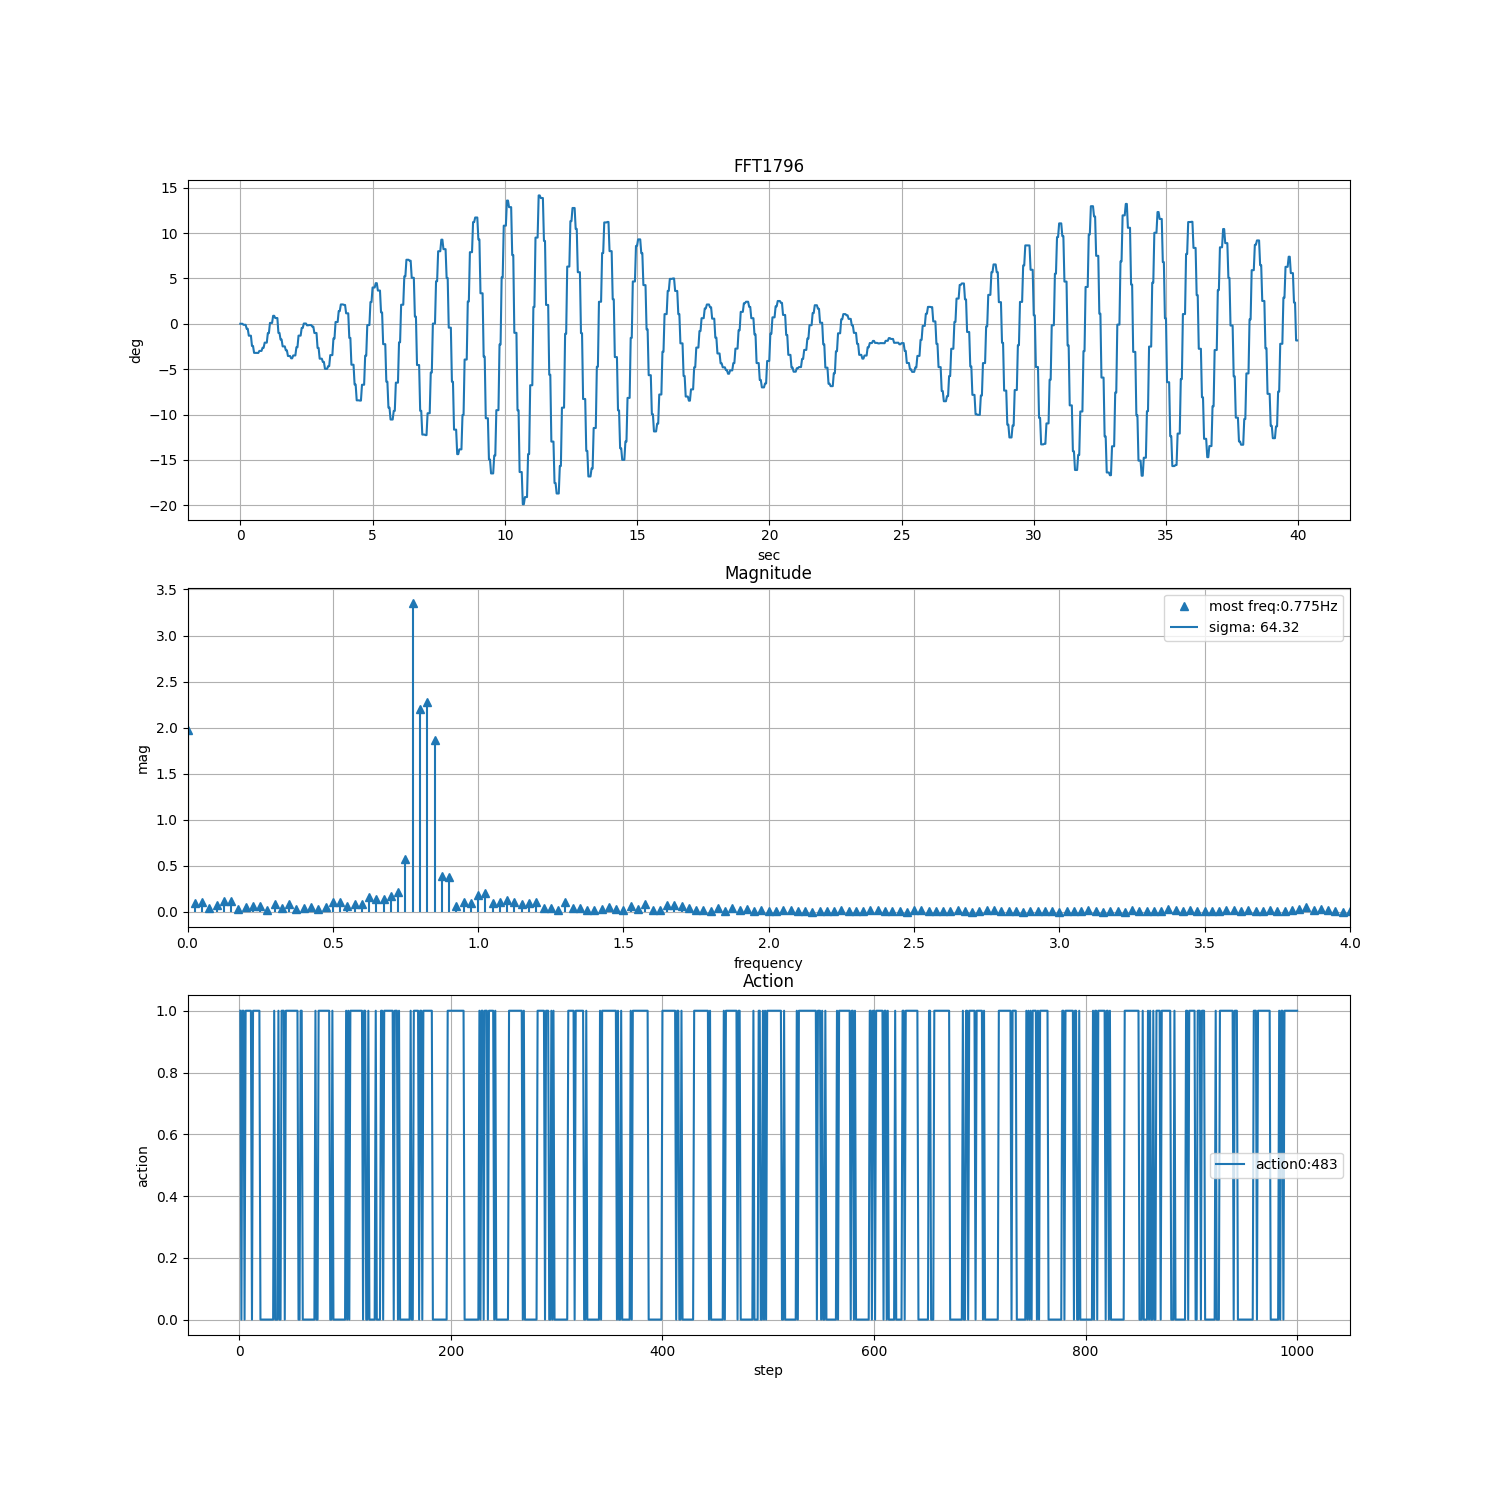 FFT1796
15
10
5
0
−5
−10
−15
−20
deg
0 5 10 15 20 25 30 35 40
sec
Magnitude
3.5
3.0
2.5
2.0
1.5
1.0
0.5
0.0
mag
most freq:0.775Hz
sigma: 64.32
0.0 0.5 1.0 1.5 2.0 2.5 3.0 3.5 4.0
frequency
Action
1.0
0.8
0.6
0.4
0.2
0.0
action
action0:483
0 200 400 600 800 1000
step